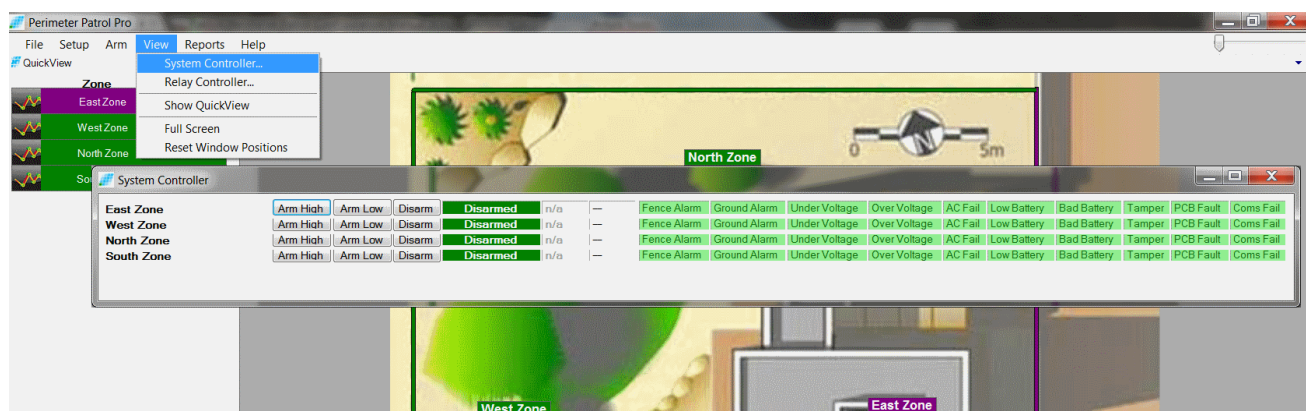 Perimeter Patrol Pro
File Setup Arm View Reports Help
QuickView
System Controller...
Relay Controller...
Show QuickView
Full Screen
Reset Window Positions
Zone
East Zone
West Zone
North Zone
So
North Zone
0 5m
System Controller
East Zone Arm High Arm Low Disarm Disarmed n/a — Fence Alarm Ground Alarm Under Voltage Over Voltage AC Fail Low Battery Bad Battery Tamper PCB Fault Coms Fail
West Zone Arm High Arm Low Disarm Disarmed n/a — Fence Alarm Ground Alarm Under Voltage Over Voltage AC Fail Low Battery Bad Battery Tamper PCB Fault Coms Fail
North Zone Arm High Arm Low Disarm Disarmed n/a — Fence Alarm Ground Alarm Under Voltage Over Voltage AC Fail Low Battery Bad Battery Tamper PCB Fault Coms Fail
South Zone Arm High Arm Low Disarm Disarmed n/a — Fence Alarm Ground Alarm Under Voltage Over Voltage AC Fail Low Battery Bad Battery Tamper PCB Fault Coms Fail
West Zone
East Zone